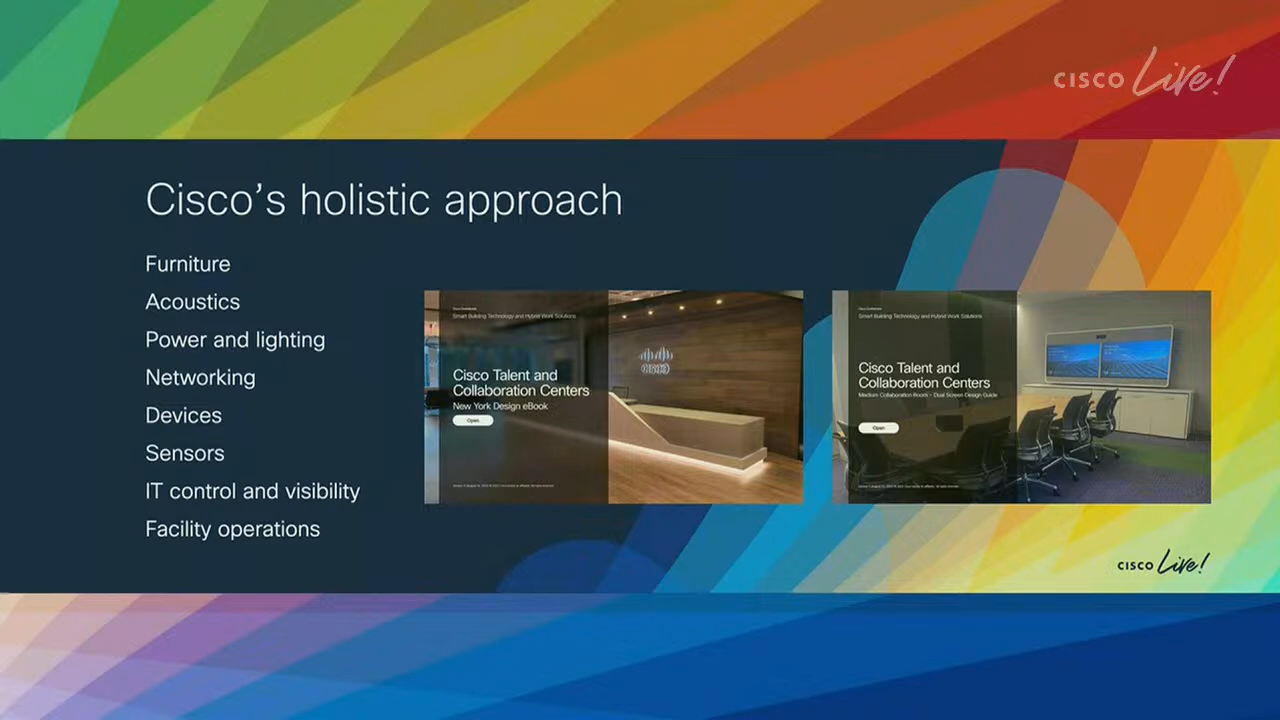 CISCO Live!
Cisco's holistic approach
Furniture
Acoustics
Power and lighting
Networking
Devices
Sensors
IT control and visibility
Facility operations
Smart Building Technology and Hybrid Work Solutions
Cisco Talent and
Collaboration Centers
New York Design eBook
Open
CISCO
Smart Building Technology and Hybrid Work Solutions
Cisco Talent and
Collaboration Centers
Medium Collaboration Room - Dual Screen Design Guide
Open
CISCO Live!